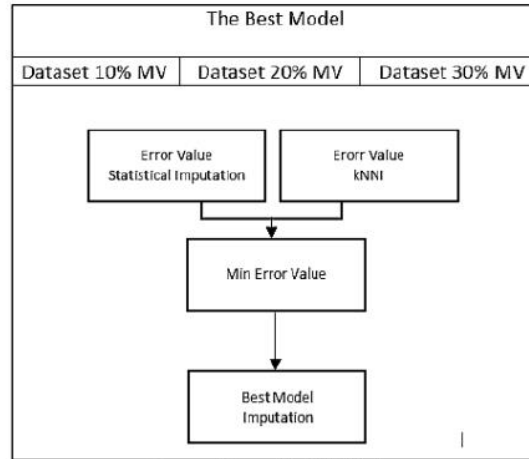 The Best Model
Dataset 10% MV
Dataset 20% MV
Dataset 30% MV
Error Value
Statistical Imputation
Erorr Value
kNNI
Min Error Value
Best Model
Imputation